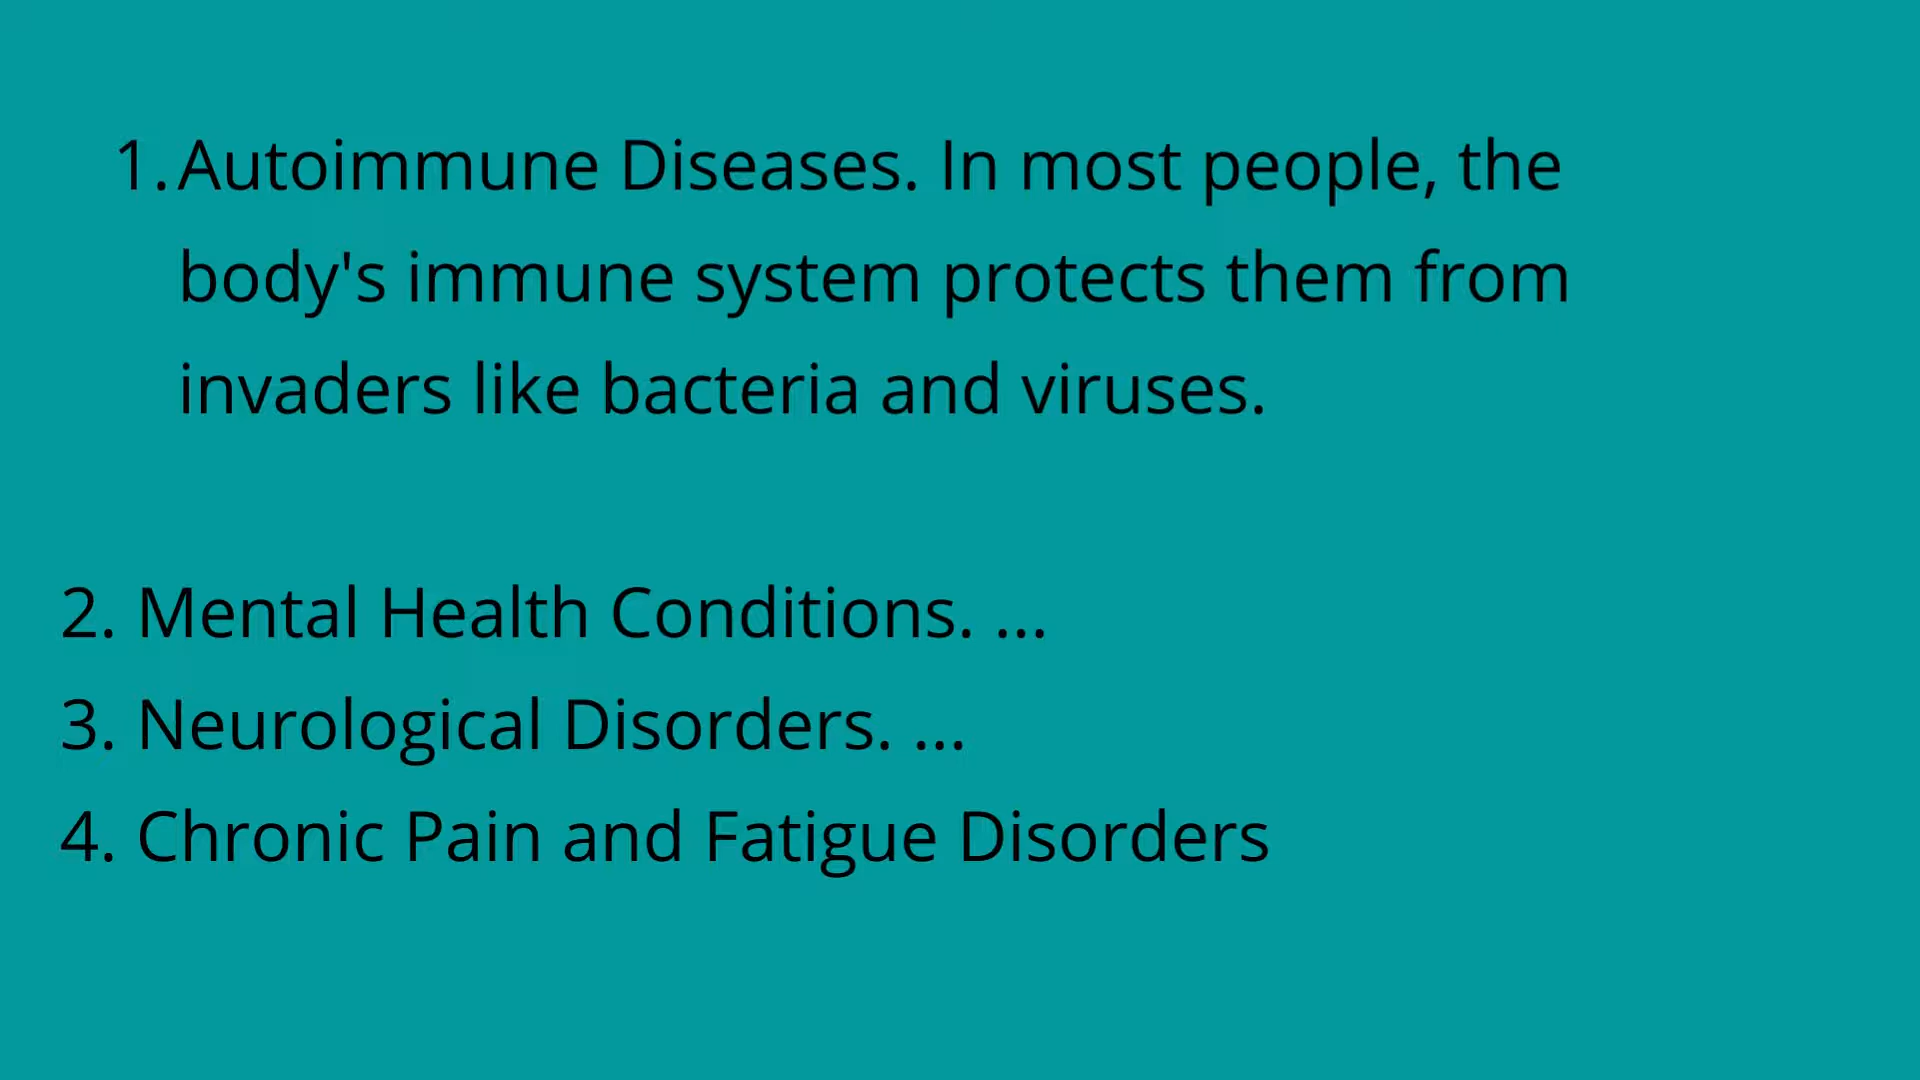 1. Autoimmune Diseases. In most people, the
body's immune system protects them from
invaders like bacteria and viruses.
2. Mental Health Conditions. ...
3. Neurological Disorders. ...
4. Chronic Pain and Fatigue Disorders